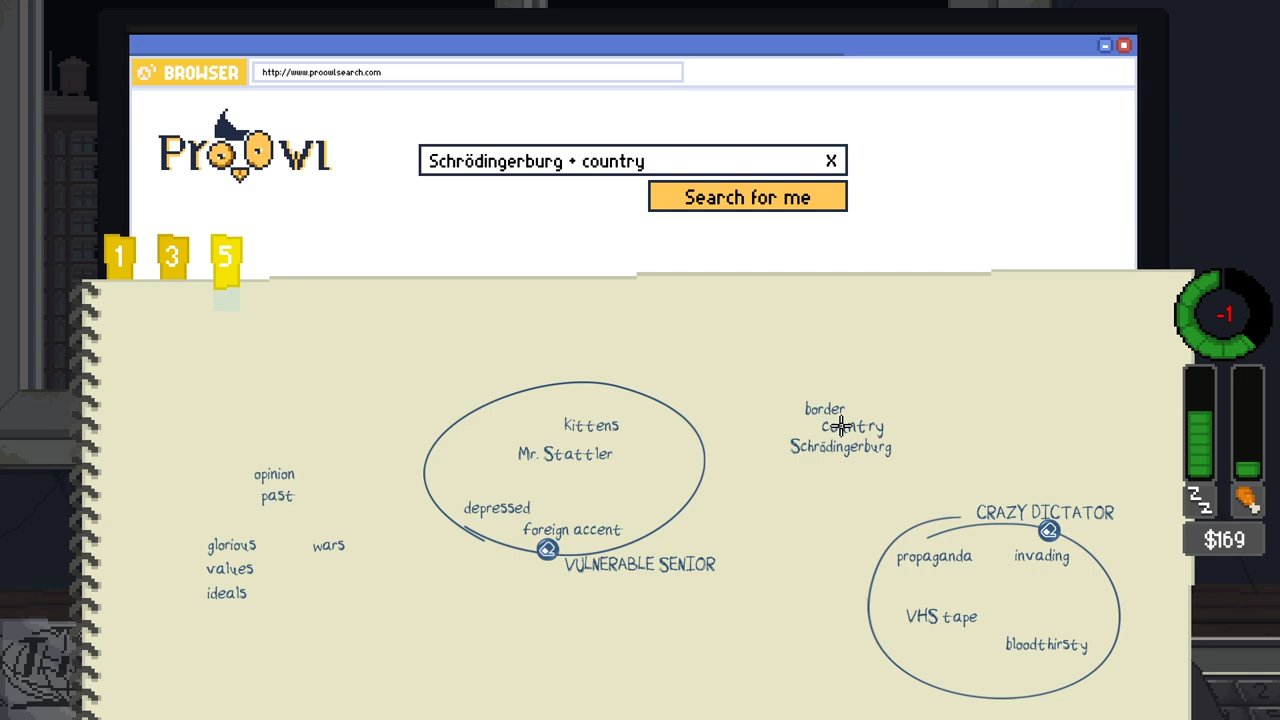 BROWSER
http://www.proowlsearch.com
PrOOwl
Schrödingerburg + country X
Search for me
1 3 5
-1
border
Kittens
country
Schrödingerburg
Mr. Stattler
opinion
past
depressed
CRAZY DICTATOR
foreign accent
glorious wars
propaganda invading
VULNERABLE SENIOR
values
ideals
VHS tape
bloodthirsty
zzz
$169